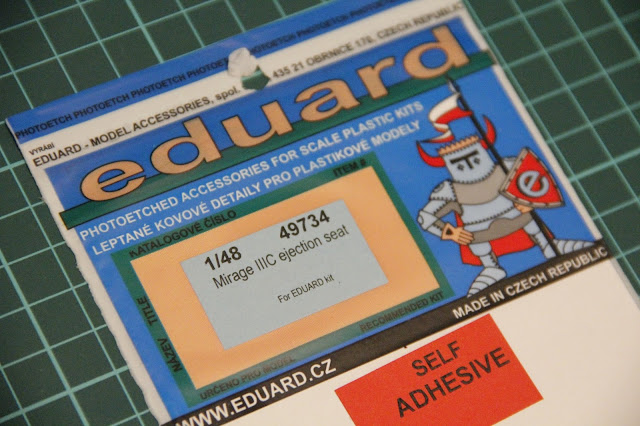 PHOTOETCH PHOTOETCH PHOTOETCH PHOTOETCH PHOTOETCH
VYRÁBÍ
EDUARD - MODEL ACCESSORIES, spol. 435 21 OBRNICE 170, CZECH REPUBLIC
eduard
PHOTOETCHED ACCESSORIES FOR SCALE PLASTIC KITS
LEPTANÉ KOVOVÉ DETAILY PRO PLASTIKOVÉ MODELY
KATALOGOVÉ ČÍSLO ITEM #
1/48 49734
Mirage IIIC ejection seat
For EDUARD kit
NÁZEV TITLE
URČENO PRO MODEL RECOMMENDED KIT
e
MADE IN CZECH REPUBLIC
WWW.EDUARD.CZ
SELF
ADHESIVE